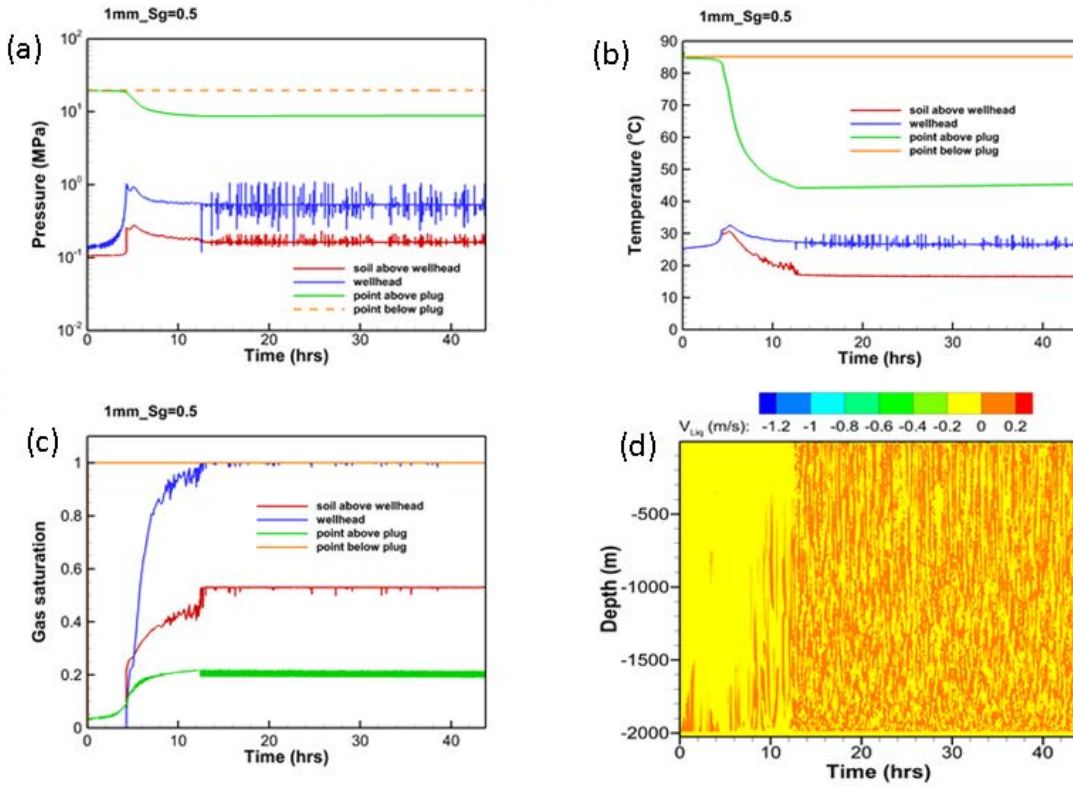 1mm_Sg=0.5
(a)
10^2
10^1
10^0
10^-1
10^-2
Pressure (MPa)
soil above wellhead
wellhead
point above plug
point below plug
0 10 20 30 40
Time (hrs)
1mm_Sg=0.5
(b)
90
80
70
60
50
40
30
20
10
0
Temperature (°C)
soil above wellhead
wellhead
point above plug
point below plug
0 10 20 30 40
Time (hrs)
1mm_Sg=0.5
(c)
1
0.8
0.6
0.4
0.2
0
Gas saturation
soil above wellhead
wellhead
point above plug
point below plug
0 10 20 30 40
Time (hrs)
V_Liq (m/s): -1.2 -1 -0.8 -0.6 -0.4 -0.2 0 0.2
(d)
-500
-1000
-1500
-2000
Depth (m)
0 10 20 30 40
Time (hrs)